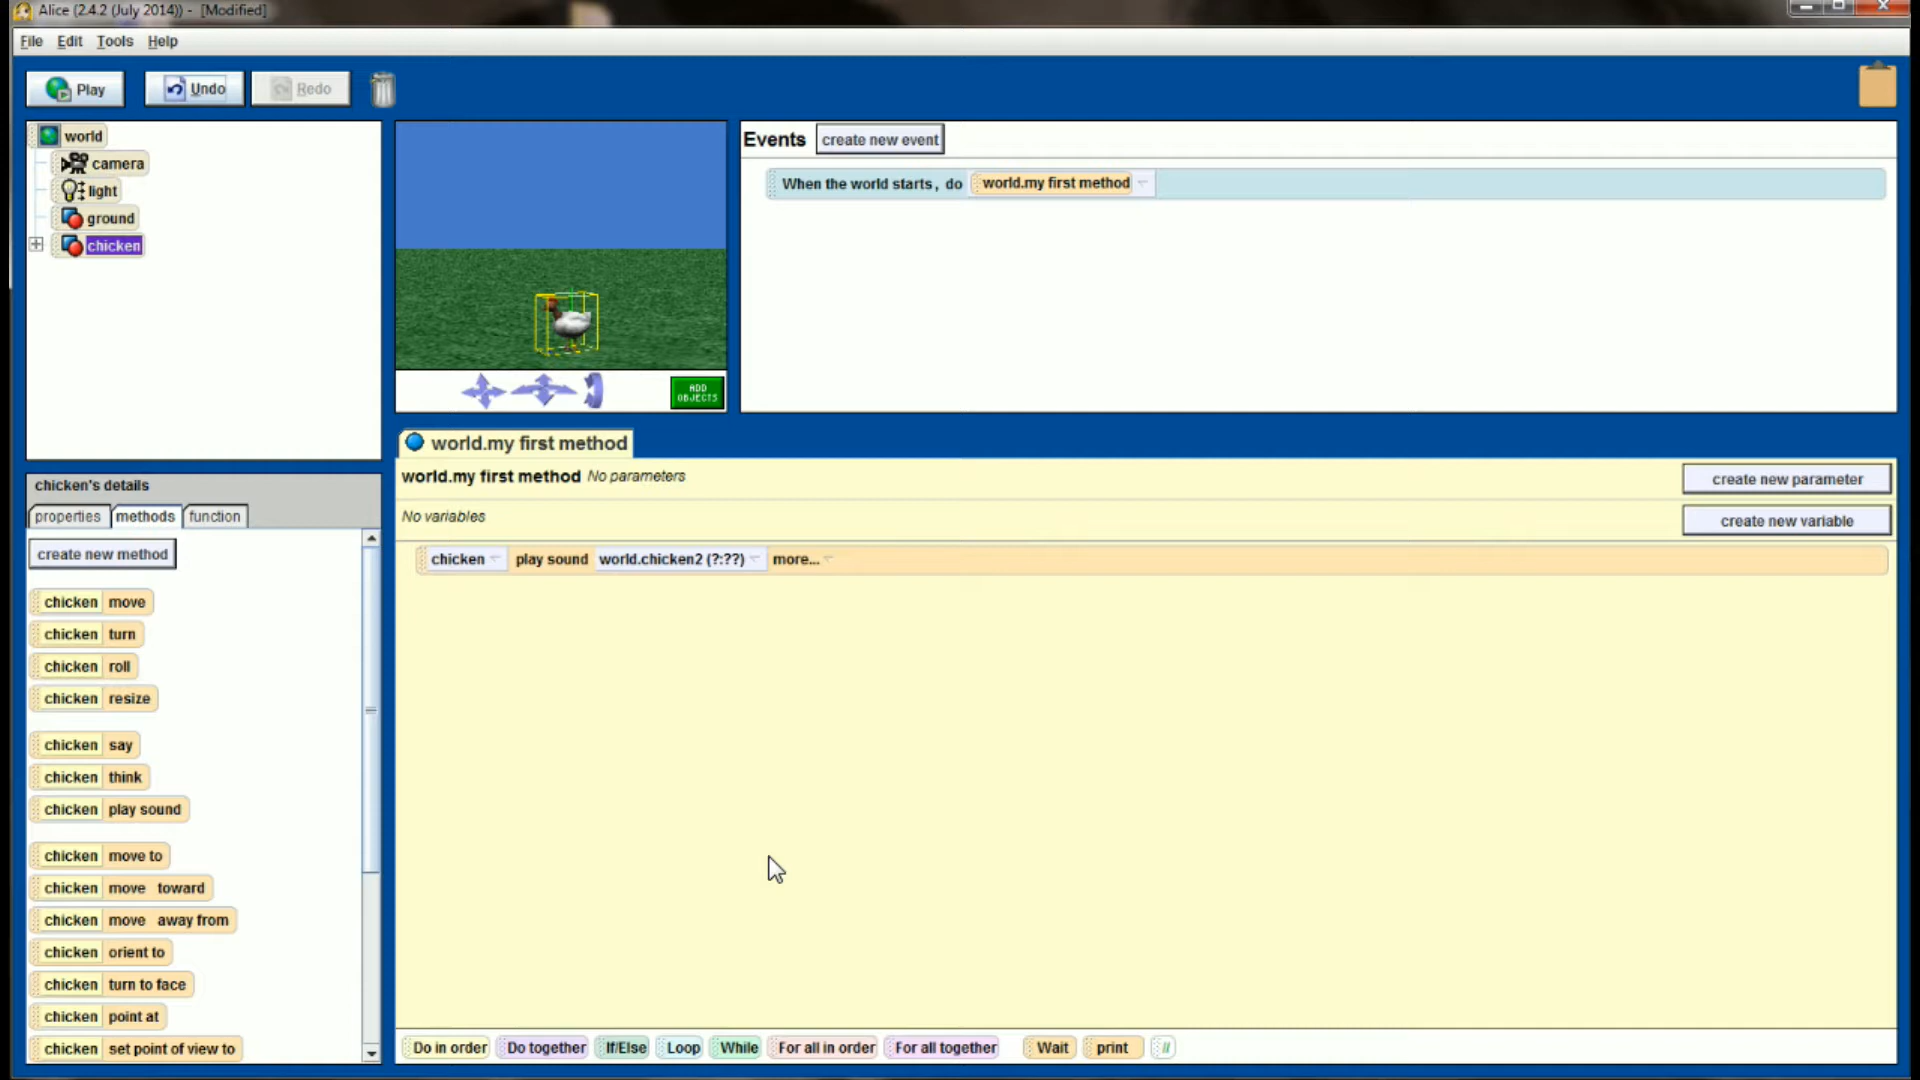 Alice (2.4.2 (July 2014)) - [Modified]
File Edit Tools Help
Play Undo Redo
world
camera
light
ground
chicken
ADD OBJECTS
Events create new event
When the world starts, do world.my first method
chicken's details
properties methods function
create new method
chicken move
chicken turn
chicken roll
chicken resize
chicken say
chicken think
chicken play sound
chicken move to
chicken move toward
chicken move away from
chicken orient to
chicken turn to face
chicken point at
chicken set point of view to
world.my first method
world.my first method No parameters create new parameter
No variables create new variable
chicken play sound world.chicken2 (?:??) more...
Do in order Do together If/Else Loop While For all in order For all together Wait print //